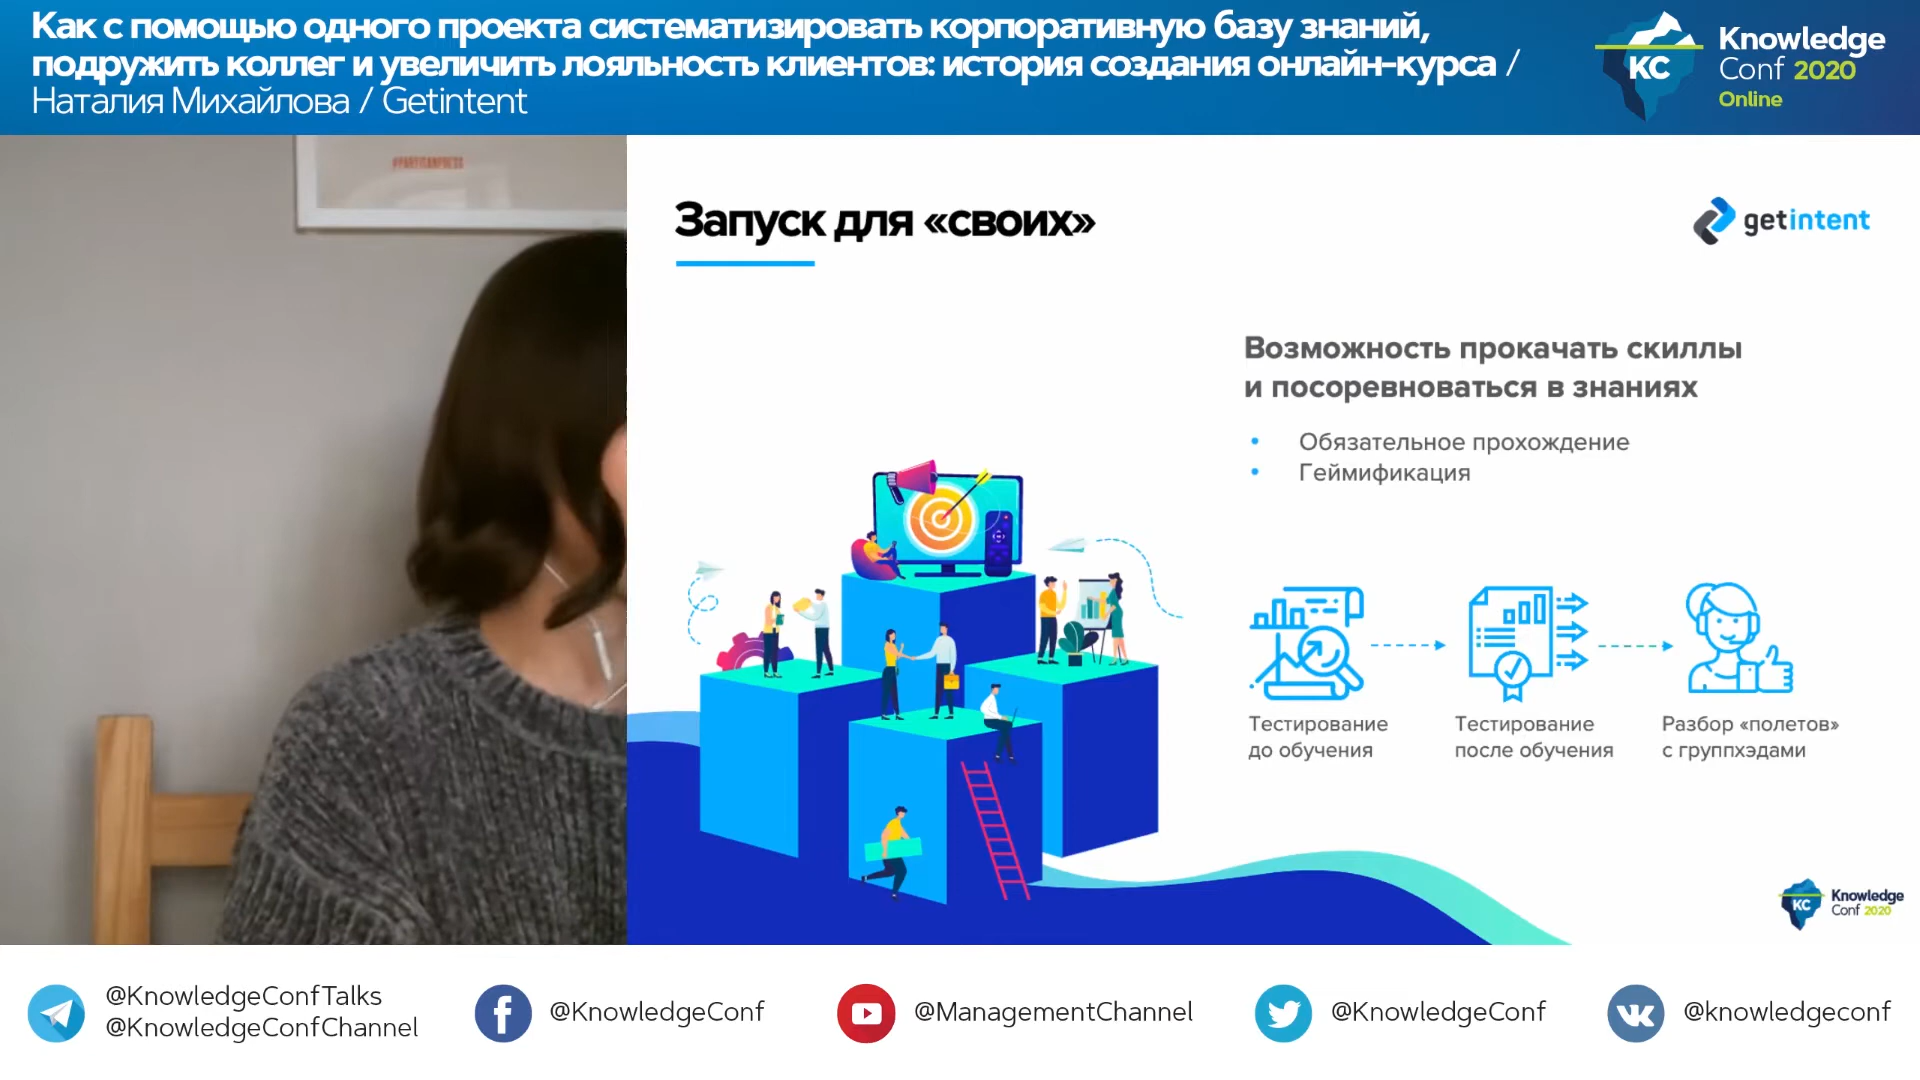 Как с помощью одного проекта систематизировать корпоративную базу знаний,
подружить коллег и увеличить лояльность клиентов: история создания онлайн-курса /
Наталия Михайлова / Getintent
KC
Knowledge
Conf 2020
Online
#PARTISANPRESS
Запуск для «своих»
getintent
Возможность прокачать скиллы
и посоревноваться в знаниях
• Обязательное прохождение
• Геймификация
Тестирование
до обучения
Тестирование
после обучения
Разбор «полетов»
с группхэдами
KC
Knowledge
Conf 2020
@KnowledgeConfTalks
@KnowledgeConfChannel
@KnowledgeConf
@ManagementChannel
@KnowledgeConf
@knowledgeconf